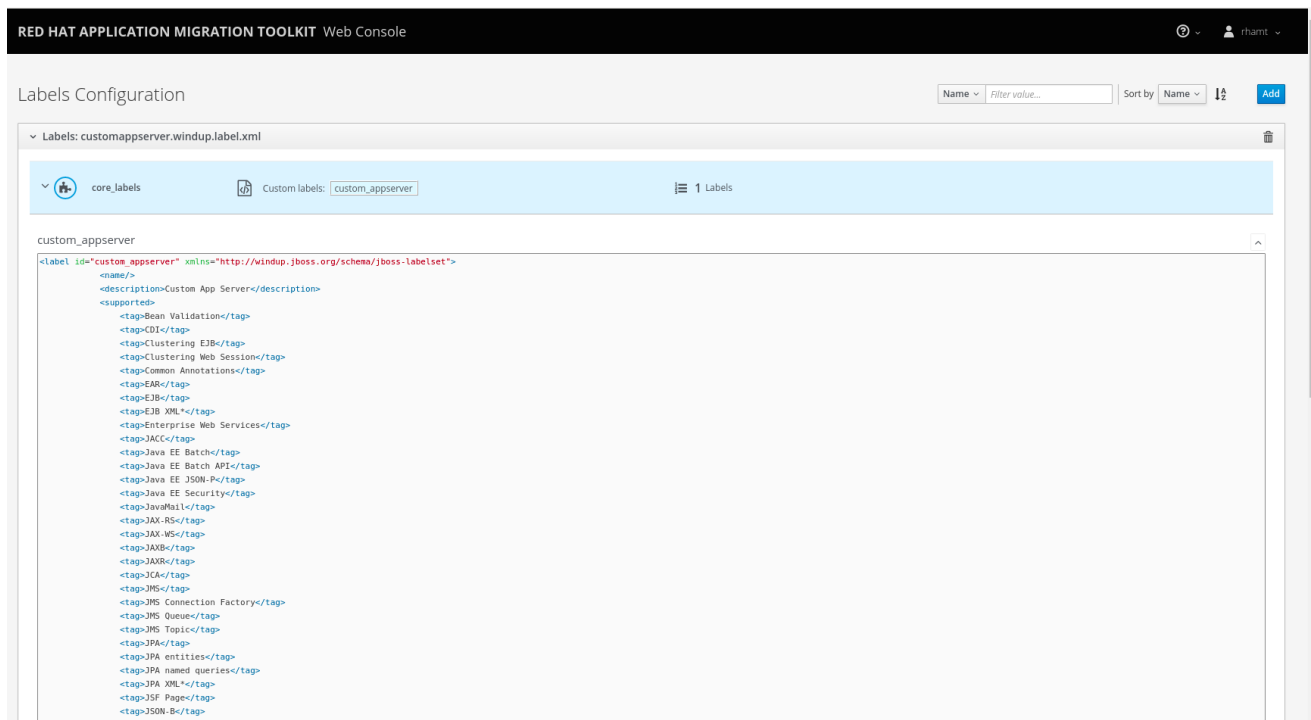 RED HAT APPLICATION MIGRATION TOOLKIT Web Console
rhamt
Labels Configuration
Name
Filter value...
Sort by Name
Add
Labels: customappserver.windup.label.xml
core_labels
Custom labels: custom_appserver
1 Labels
custom_appserver
<label id="custom_appserver" xmlns="http://windup.jboss.org/schema/jboss-labelset">
<name/>
<description>Custom App Server</description>
<supported>
<tag>Bean Validation</tag>
<tag>CDI</tag>
<tag>Clustering EJB</tag>
<tag>Clustering Web Session</tag>
<tag>Common Annotations</tag>
<tag>EAR</tag>
<tag>EJB</tag>
<tag>EJB XML*</tag>
<tag>Enterprise Web Services</tag>
<tag>JACC</tag>
<tag>Java EE Batch</tag>
<tag>Java EE Batch API</tag>
<tag>Java EE JSON-P</tag>
<tag>Java EE Security</tag>
<tag>JavaMail</tag>
<tag>JAX-RS</tag>
<tag>JAX-WS</tag>
<tag>JAXB</tag>
<tag>JAXR</tag>
<tag>JCA</tag>
<tag>JMS</tag>
<tag>JMS Connection Factory</tag>
<tag>JMS Queue</tag>
<tag>JMS Topic</tag>
<tag>JPA</tag>
<tag>JPA entities</tag>
<tag>JPA named queries</tag>
<tag>JPA XML*</tag>
<tag>JSF Page</tag>
<tag>JSON-B</tag>